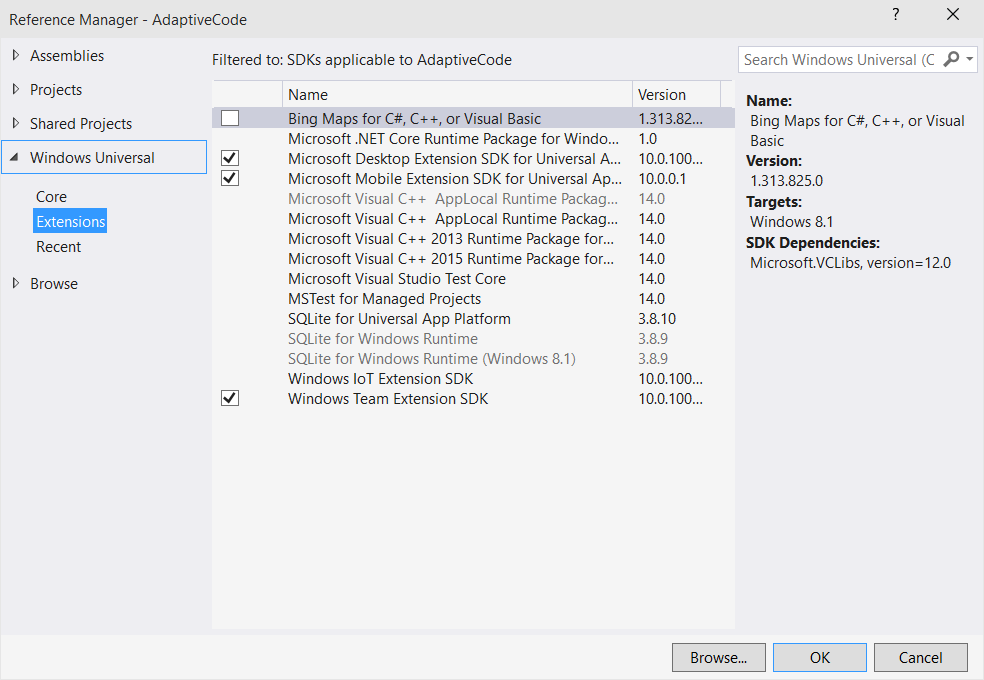 Reference Manager - AdaptiveCode
?
Assemblies
Projects
Shared Projects
Windows Universal
Core
Extensions
Recent
Browse
Filtered to: SDKs applicable to AdaptiveCode
Search Windows Universal (C
Name Version
Bing Maps for C#, C++, or Visual Basic 1.313.82...
Microsoft .NET Core Runtime Package for Windo... 1.0
Microsoft Desktop Extension SDK for Universal A... 10.0.100...
Microsoft Mobile Extension SDK for Universal Ap... 10.0.0.1
Microsoft Visual C++  AppLocal Runtime Packag... 14.0
Microsoft Visual C++  AppLocal Runtime Packag... 14.0
Microsoft Visual C++ 2013 Runtime Package for... 14.0
Microsoft Visual C++ 2015 Runtime Package for... 14.0
Microsoft Visual Studio Test Core 14.0
MSTest for Managed Projects 14.0
SQLite for Universal App Platform 3.8.10
SQLite for Windows Runtime 3.8.9
SQLite for Windows Runtime (Windows 8.1) 3.8.9
Windows IoT Extension SDK 10.0.100...
Windows Team Extension SDK 10.0.100...
Name:
Bing Maps for C#, C++, or Visual
Basic
Version:
1.313.825.0
Targets:
Windows 8.1
SDK Dependencies:
Microsoft.VCLibs, version=12.0
Browse... OK Cancel